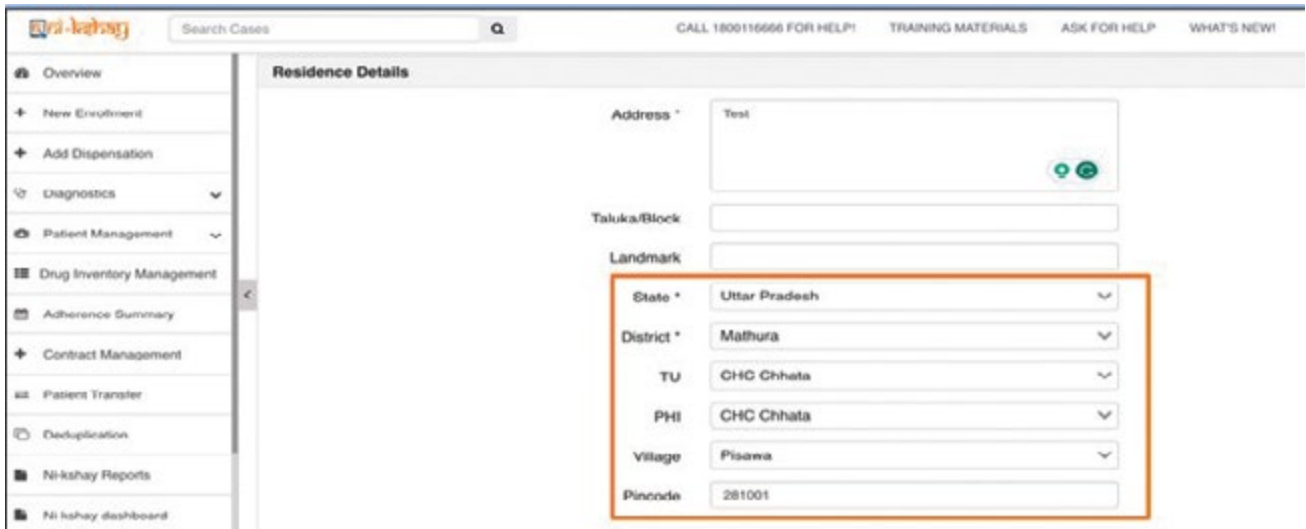 नि-kshay
Search Cases
CALL 1800116666 FOR HELP!
TRAINING MATERIALS
ASK FOR HELP
WHAT'S NEW!
Overview
New Enrollment
Add Dispensation
Diagnostics
Patient Management
Drug Inventory Management
Adherence Summary
Contract Management
Patient Transfer
Deduplication
Ni-kshay Reports
Ni kshay dashboard
Residence Details
Address *
Test
Taluka/Block
Landmark
State * Uttar Pradesh
District * Mathura
TU CHC Chhata
PHI CHC Chhata
Village Pisawa
Pincode 281001